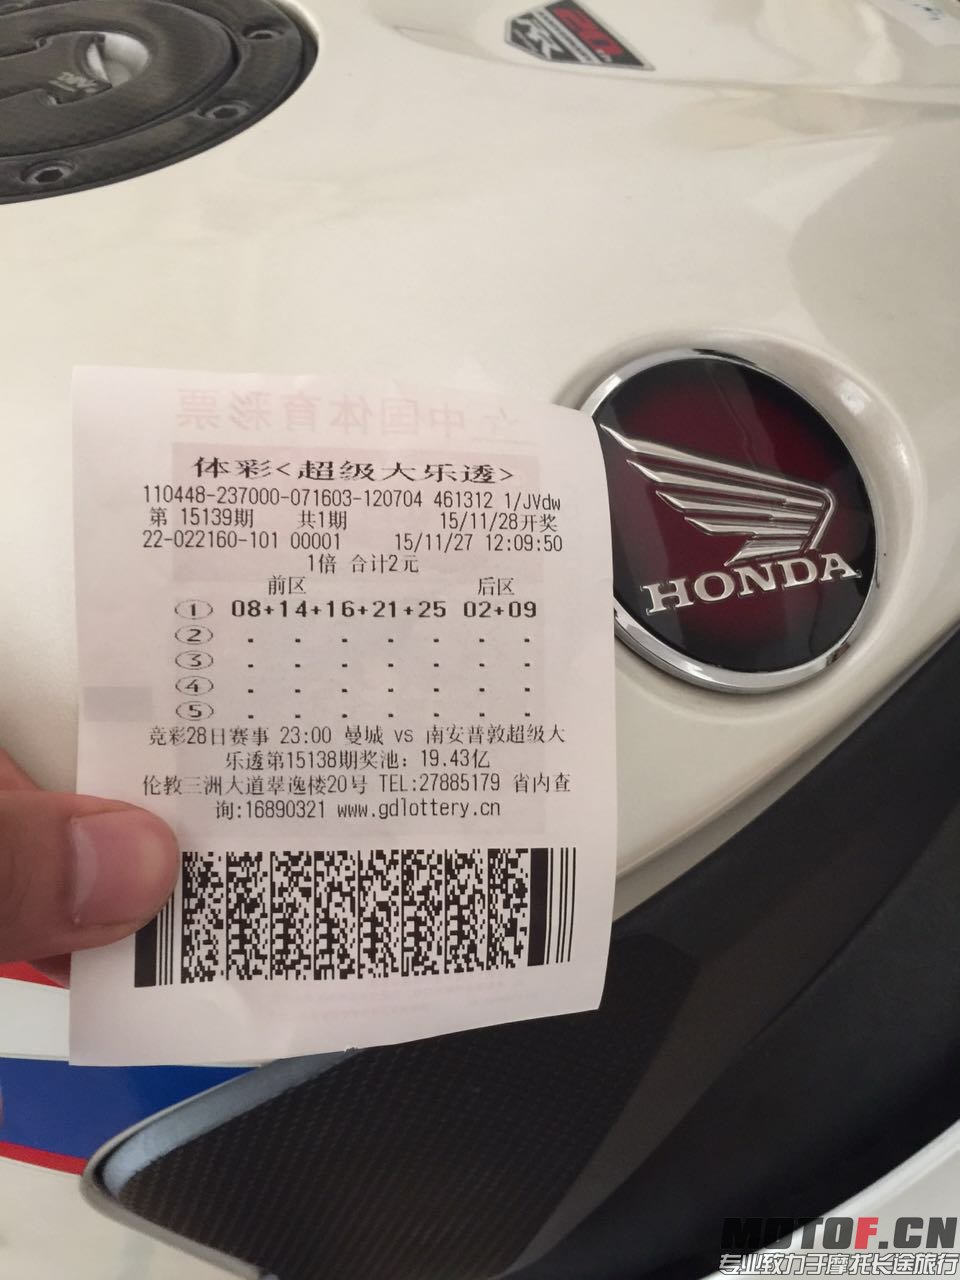 20th
RR
中国体育彩票
体彩<超级大乐透>
110448-237000-071603-120704 461312 1/JVdw
第 15139期 共1期 15/11/28开奖
22-022160-101 00001 15/11/27 12:09:50
1倍 合计2元
前区 后区
① 08+14+16+21+25 02+09
②
③
④
⑤
竞彩28日赛事 23:00 曼城 vs 南安普敦超级大
乐透第15138期奖池: 19.43亿
伦教三洲大道翠逸楼20号 TEL:27885179 省内查
询:16890321 www.gdlottery.cn
HONDA
MOTOF.CN
专业致力于摩托长途旅行